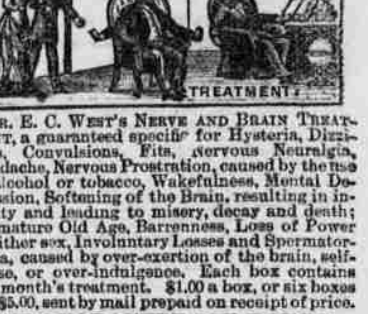 TREATMENT.
R. E. C. WEST'S NERVE AND BRAIN TREAT-
NT, a guaranteed specific for Hysteria, Dizzi-
s, Convulsions, Fits, Nervous Neuralgia,
dache, Nervous Prostration, caused by the use
lcohol or tobacco, Wakefulness, Mental De-
ssion, Softening of the Brain, resulting in in-
ty and leading to misery, decay and death;
mature Old Age, Barrenness, Loss of Power
ither sex, Involuntary Losses and Spermator-
a, caused by over-exertion of the brain, self-
se, or over-indulgence. Each box contains
month's treatment. $1.00 a box, or six boxes
$5.00, sent by mail prepaid on receipt of price.